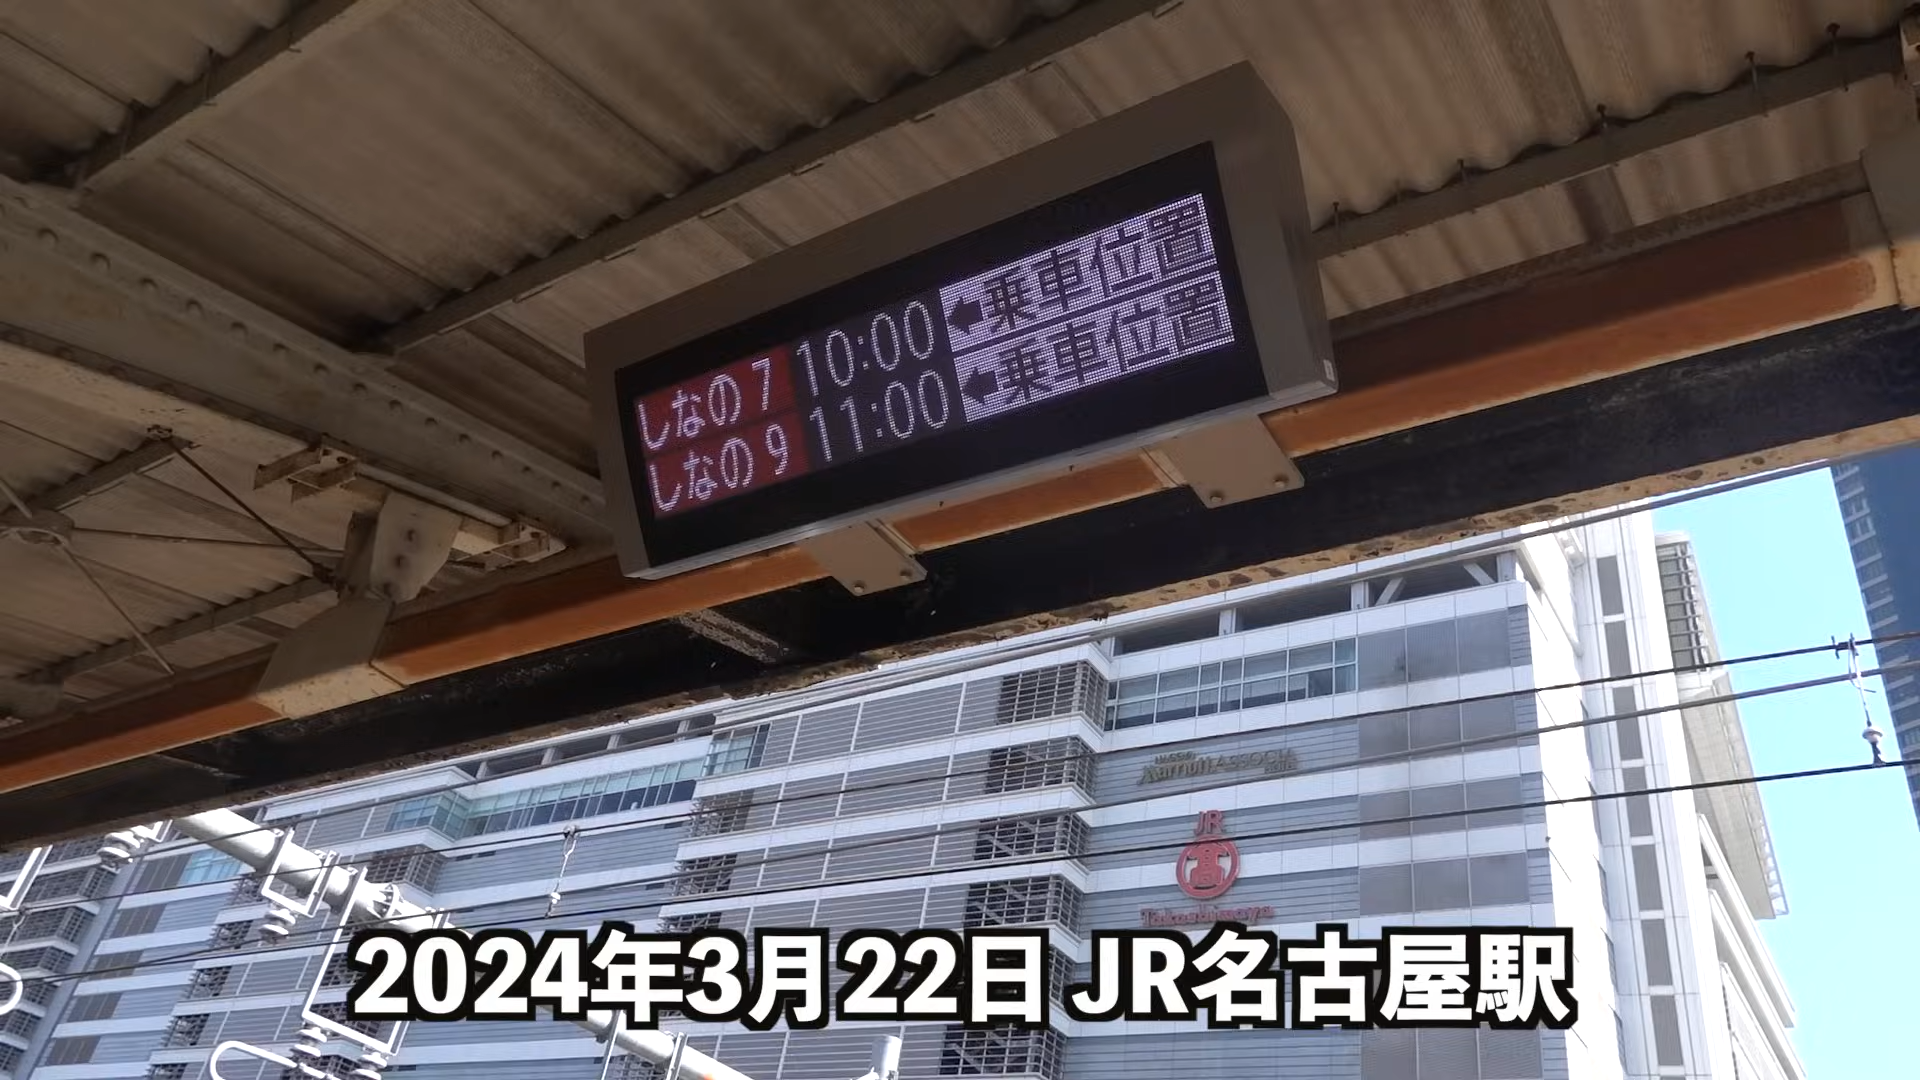 しなの 7 10:00 ←乗車位置
しなの 9 11:00 ←乗車位置
ASSOCIA
JR
髙
Takashimaya
2024年3月22日 JR名古屋駅